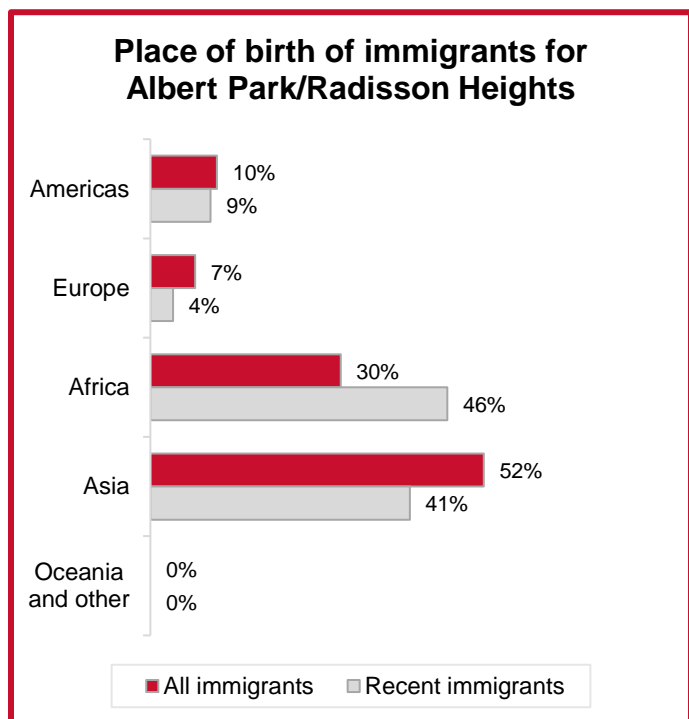 Place of birth of immigrants for
Albert Park/Radisson Heights
Americas
10%
9%
Europe
7%
4%
Africa
30%
46%
Asia
52%
41%
Oceania
and other
0%
0%
All immigrants Recent immigrants